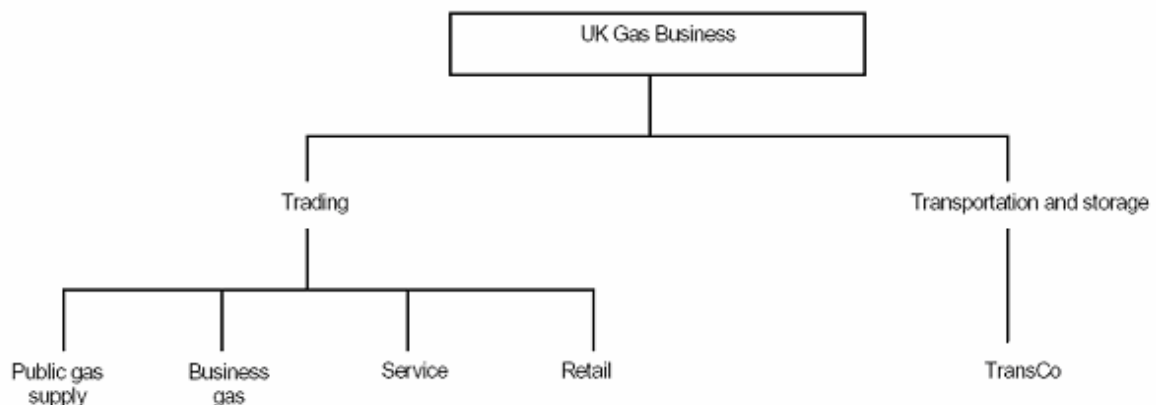 UK Gas Business
Trading
Transportation and storage
Public gas
supply
Business
gas
Service
Retail
TransCo